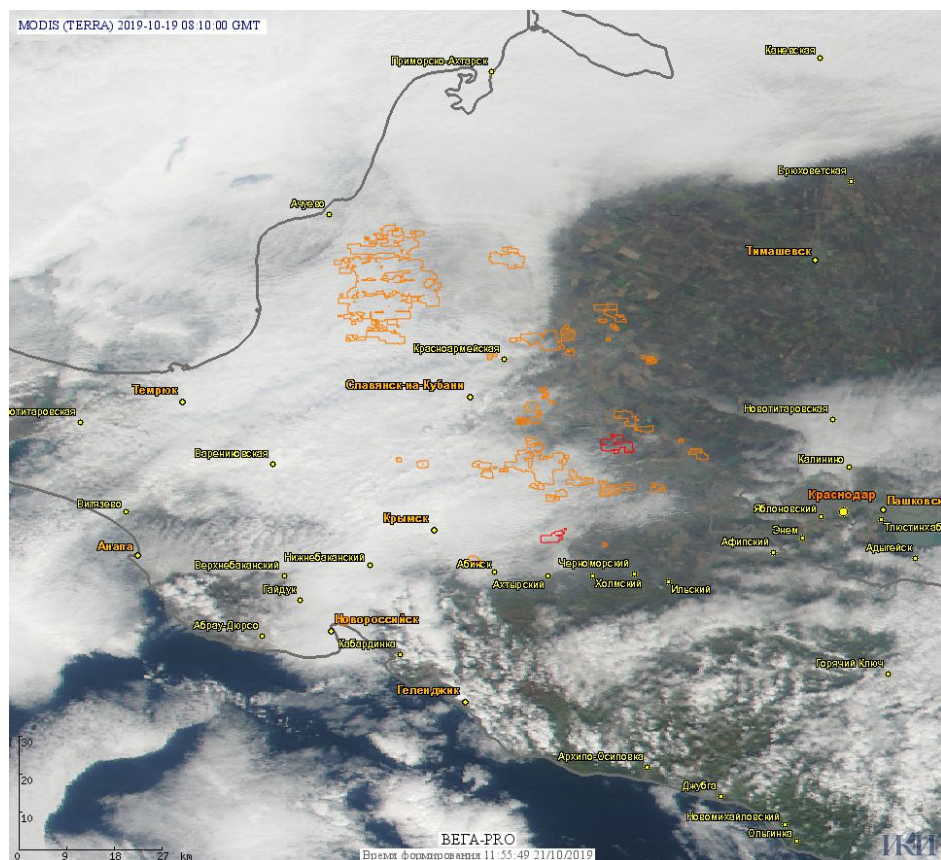 MODIS (TERRA) 2019-10-19 08:10:00 GMT
Каневская
Приморско-Ахтарск
Брюховетская
Ачуево
Тимашевск
Красноармейская
Славянск-на-Кубани
Темрюк
отитаровская
Новотитаровская
Варениковская
Калинино
Краснодар
Витязево
Пашковск
Яблоновский
Крымск
Тлюстинхаб
Энем
Анапа
Афипский
Нижнебаканский
Адыгейск
Верхнебаканский
Абинск
Черноморский
Ахтырский
Холмский
Гайдук
Ильский
Новороссийск
Абрау-Дюрсо
Кабардинка
Горячий Ключ
Геленджик
30
Архипо-Осиповка
20
Джубга
10
Новомихайловский
Ольгинка
ВЕГА-PRO
ИКИ
0 9 18 27 km
Время формирования 11:55:49 21/10/2019